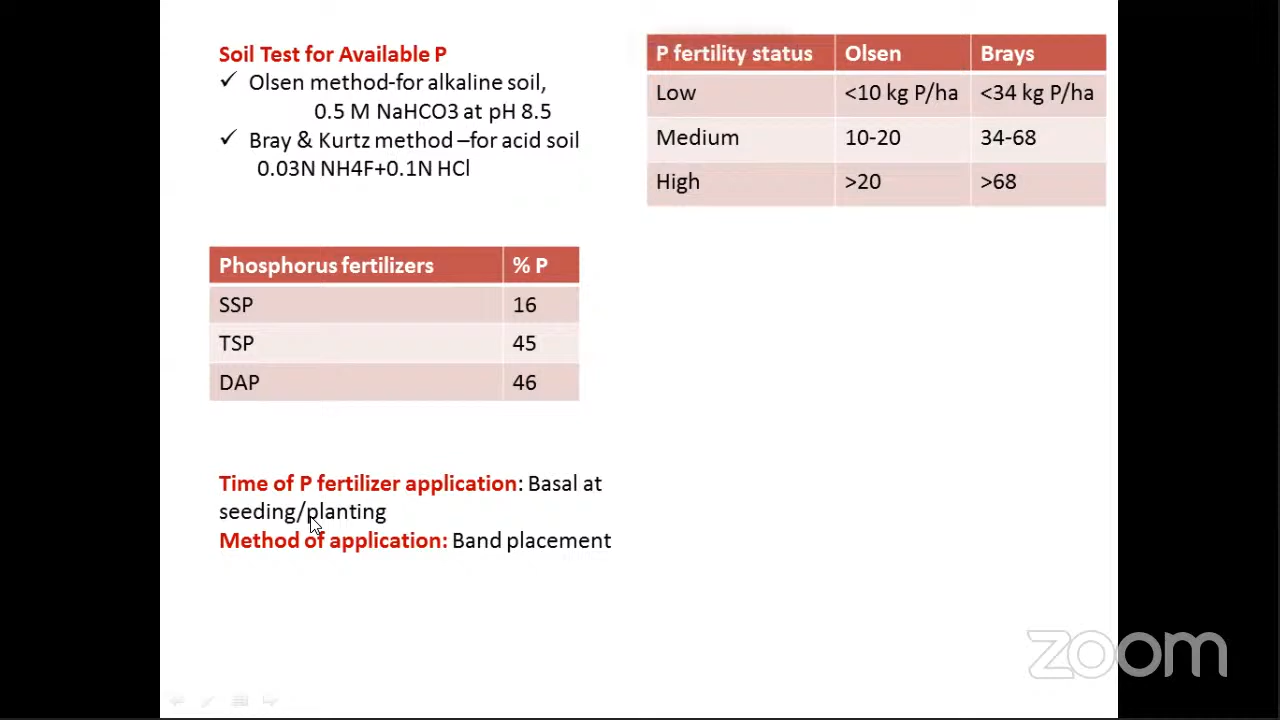 Soil Test for Available P
✓ Olsen method-for alkaline soil,
0.5 M NaHCO3 at pH 8.5
✓ Bray & Kurtz method –for acid soil
0.03N NH4F+0.1N HCl
P fertility status Olsen Brays
Low <10 kg P/ha <34 kg P/ha
Medium 10-20 34-68
High >20 >68
Phosphorus fertilizers % P
SSP 16
TSP 45
DAP 46
Time of P fertilizer application: Basal at
seeding/planting
Method of application: Band placement
zoom